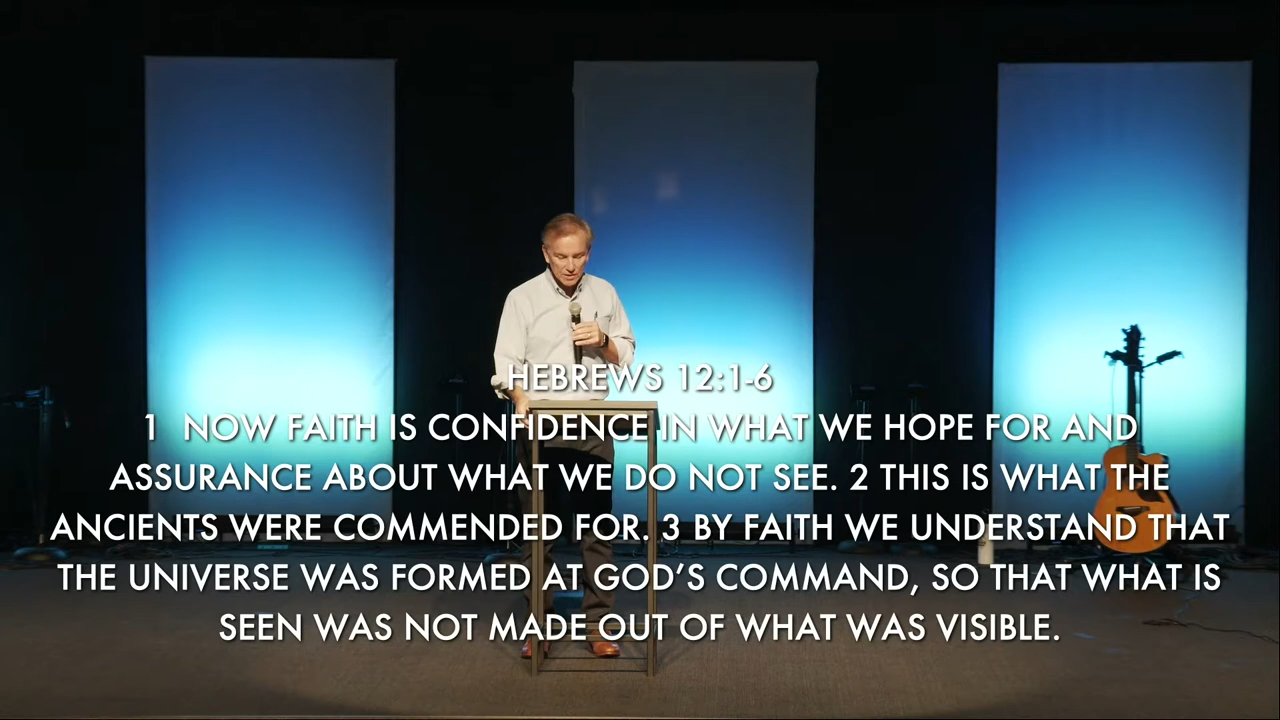 HEBREWS 12:1-6
1 NOW FAITH IS CONFIDENCE IN WHAT WE HOPE FOR AND
ASSURANCE ABOUT WHAT WE DO NOT SEE. 2 THIS IS WHAT THE
ANCIENTS WERE COMMENDED FOR. 3 BY FAITH WE UNDERSTAND THAT
THE UNIVERSE WAS FORMED AT GOD’S COMMAND, SO THAT WHAT IS
SEEN WAS NOT MADE OUT OF WHAT WAS VISIBLE.